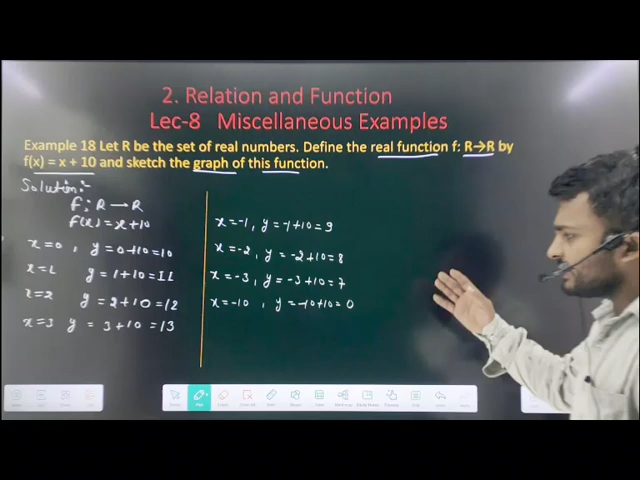 2. Relation and Function
Lec-8 Miscellaneous Examples
Example 18 Let R be the set of real numbers. Define the real function f: R→R by
f(x) = x + 10 and sketch the graph of this function.
Solution:-
f: R → R
f(x) = x+10
x=0, y=0+10=10
x=1 y=1+10=11
x=2 y=2+10=12
x=3 y=3+10=13
x=-1, y=-1+10=9
x=-2, y=-2+10=8
x=-3, y=-3+10=7
x=-10, y=-10+10=0